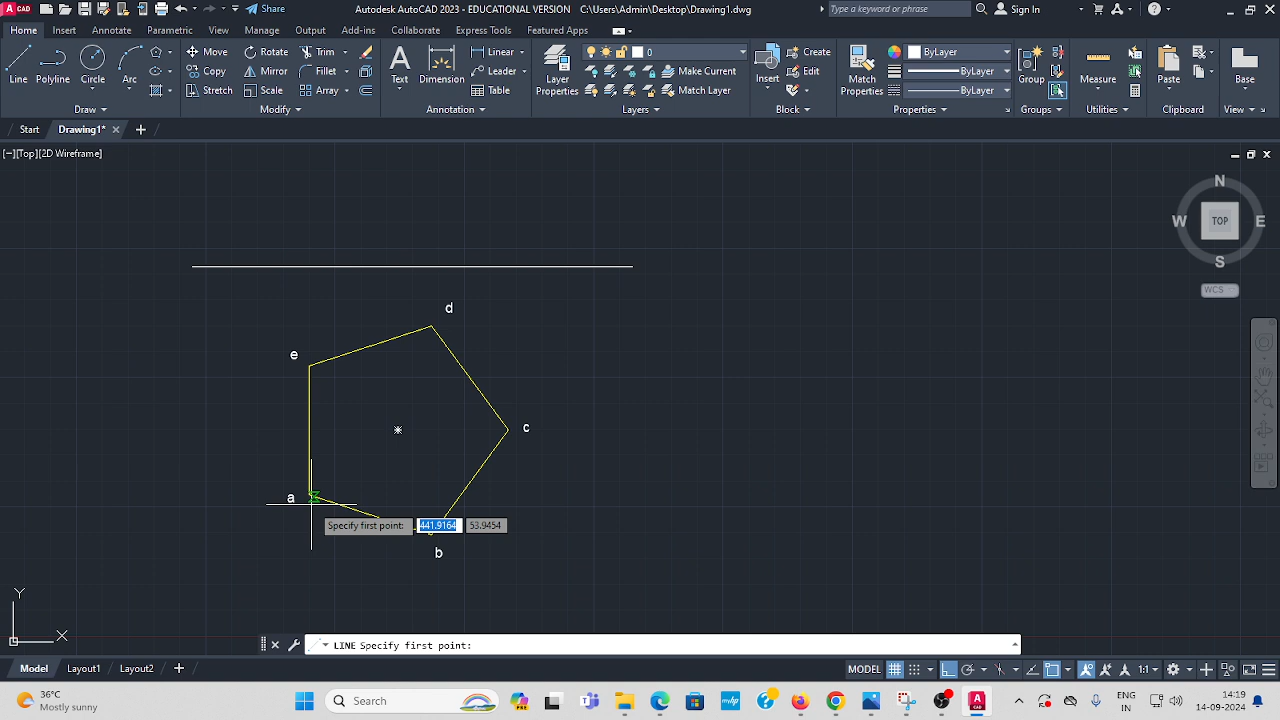 CAD
Share
Autodesk AutoCAD 2023 - EDUCATIONAL VERSION C:\Users\Admin\Desktop\Drawing1.dwg
Type a keyword or phrase
Sign In
Home Insert Annotate Parametric View Manage Output Add-ins Collaborate Express Tools Featured Apps
Line Polyline Circle Arc
Move Rotate Trim
Copy Mirror Fillet
Stretch Scale Array
Text Dimension
Linear
Leader
Table
Layer Properties
0
Make Current
Match Layer
Insert
Create
Edit
Match Properties
ByLayer
ByLayer
ByLayer
Group
Measure
Paste
Base
Draw Modify Annotation Layers Block Properties Groups Utilities Clipboard View
Start Drawing1*
[−][Top][2D Wireframe]
N
W TOP E
S
WCS
d
e
c
a
Specify first point: 441.9164 53.9454
b
Y
X
LINE Specify first point:
Model Layout1 Layout2
MODEL 1:1
36°C
Mostly sunny
Search
PRE
CAD
ENG
IN
14:19
14-09-2024